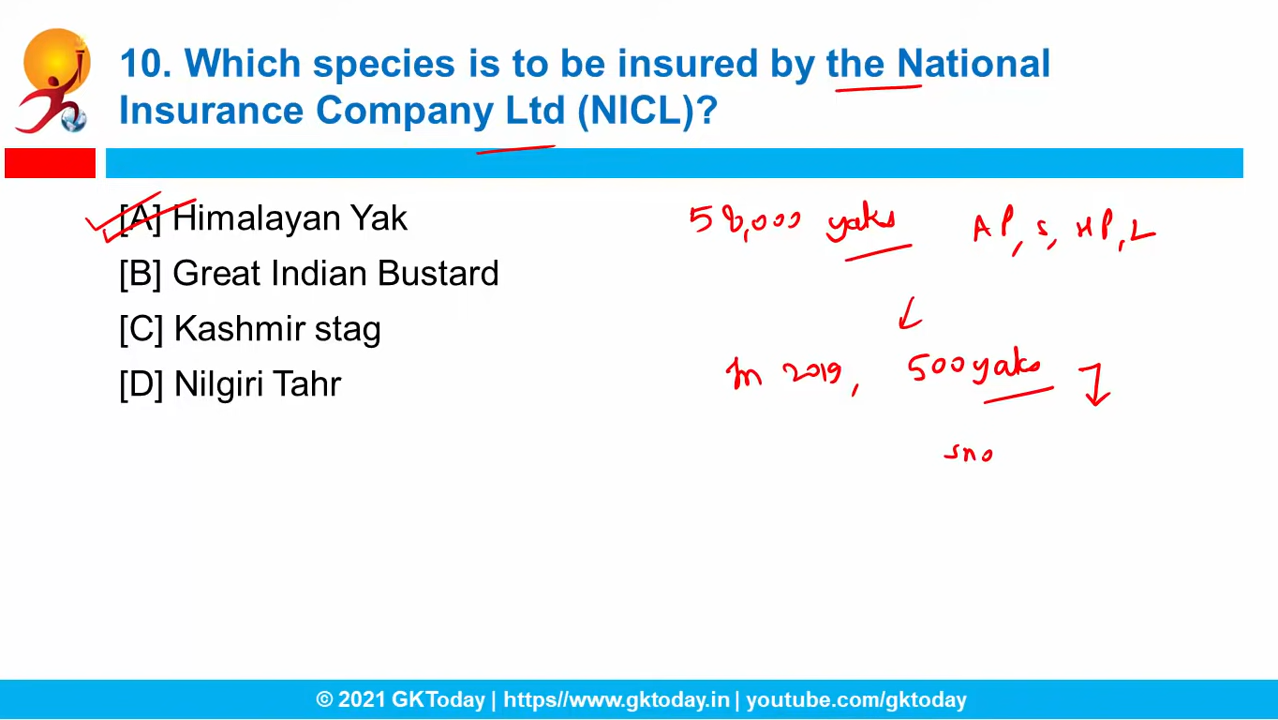 10. Which species is to be insured by the National
Insurance Company Ltd (NICL)?
[A] Himalayan Yak
[B] Great Indian Bustard
[C] Kashmir stag
[D] Nilgiri Tahr
58,000 yaks AP, S, HP, L
In 2019, 500 yaks
sno
© 2021 GKToday | https//www.gktoday.in | youtube.com/gktoday